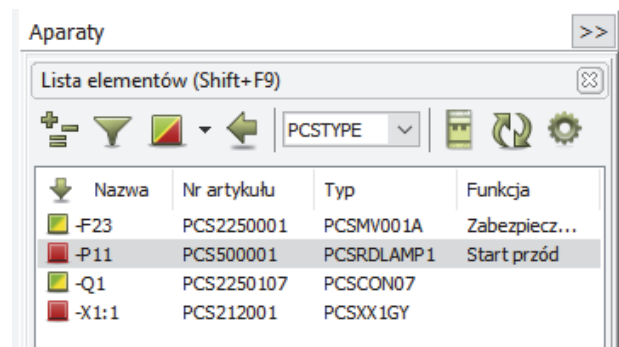 Aparaty >>
Lista elementów (Shift+F9)
PCSTYPE
Nazwa Nr artykułu Typ Funkcja
-F23 PCS2250001 PCSMV001A Zabezpiecz...
-P11 PCS500001 PCSRDLAMP1 Start przód
-Q1 PCS2250107 PCSCON07
-X1:1 PCS212001 PCSXX1GY